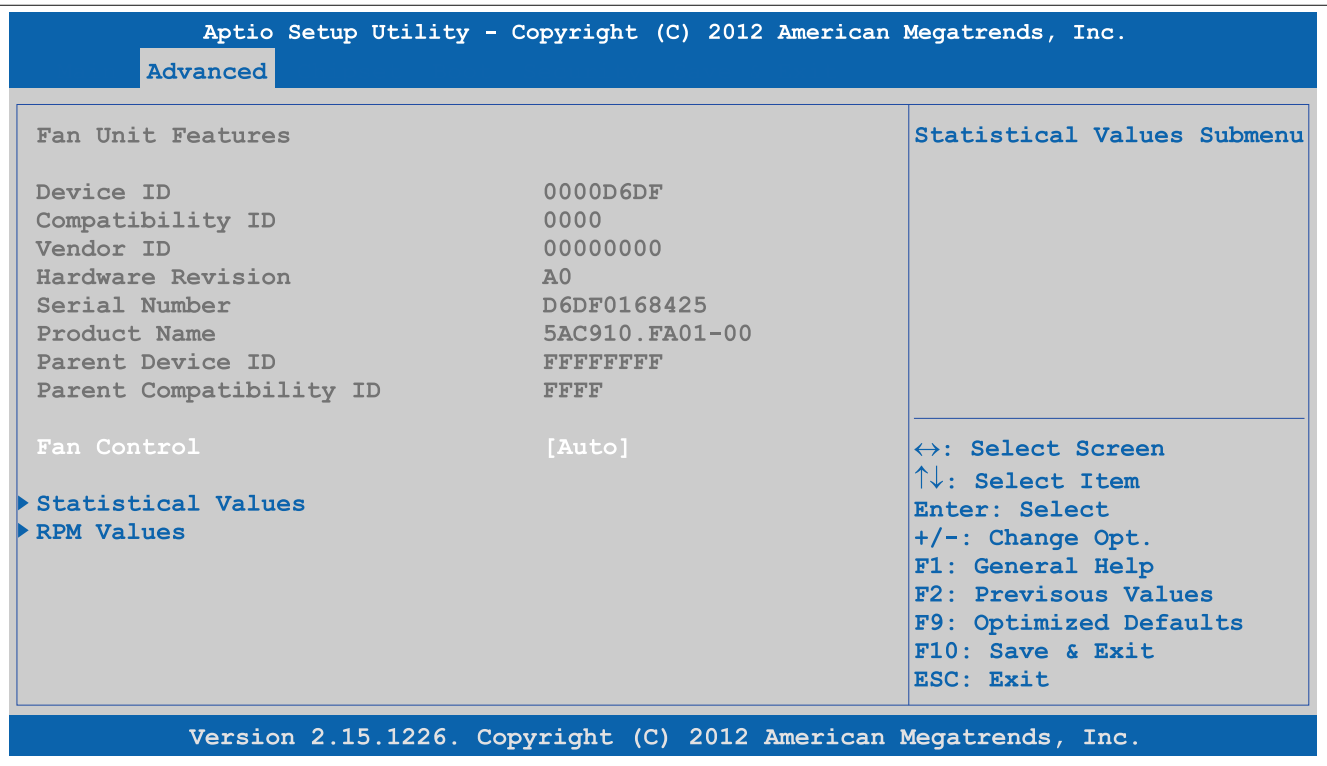 Aptio Setup Utility - Copyright (C) 2012 American Megatrends, Inc.
Advanced
Fan Unit Features
Device ID 0000D6DF
Compatibility ID 0000
Vendor ID 00000000
Hardware Revision A0
Serial Number D6DF0168425
Product Name 5AC910.FA01-00
Parent Device ID FFFFFFFF
Parent Compatibility ID FFFF
Fan Control [Auto]
Statistical Values
RPM Values
Statistical Values Submenu
↔: Select Screen
↑↓: Select Item
Enter: Select
+/-: Change Opt.
F1: General Help
F2: Previsous Values
F9: Optimized Defaults
F10: Save & Exit
ESC: Exit
Version 2.15.1226. Copyright (C) 2012 American Megatrends, Inc.